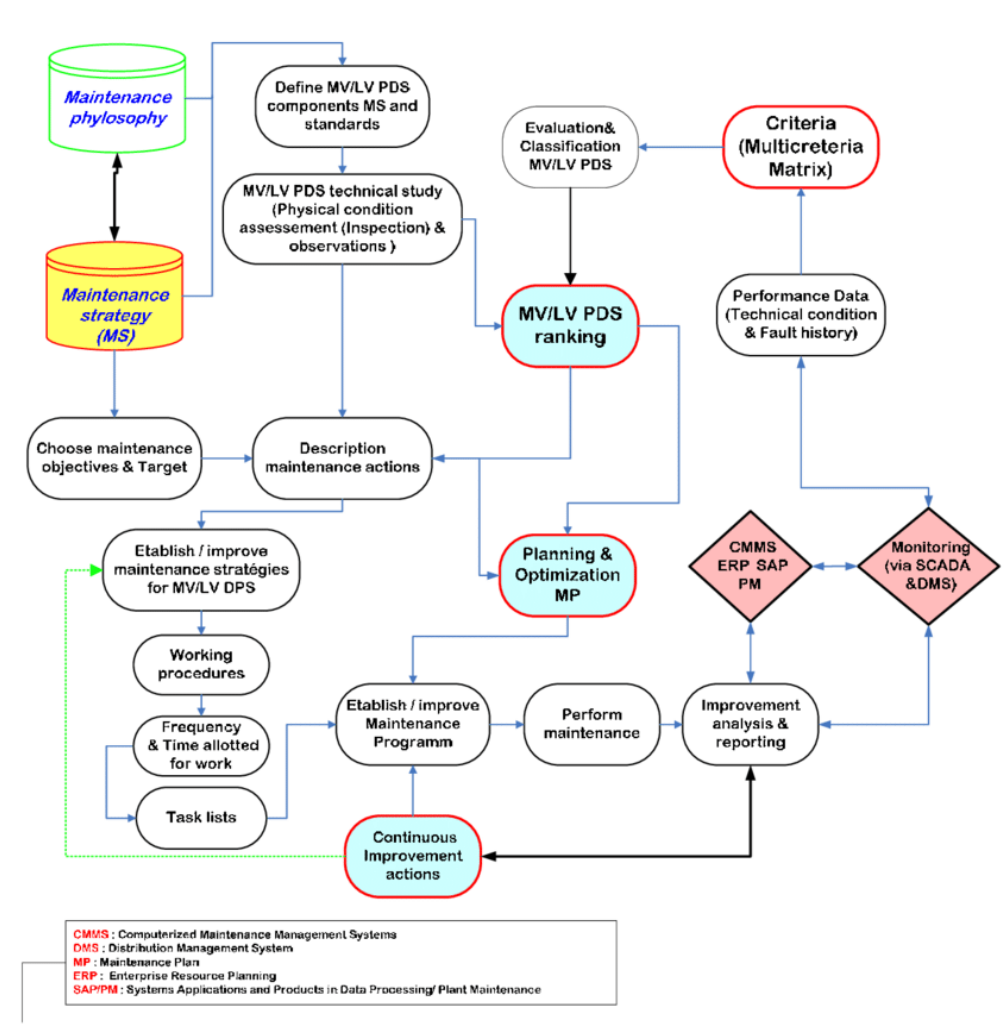 Maintenance
phylosophy
Define MV/LV PDS
components MS and
standards
Evaluation&
Classification
MV/LV PDS
Criteria
(Multicreteria
Matrix)
MV/LV PDS technical study
(Physical condition
assessement (Inspection) &
observations )
Maintenance
strategy
(MS)
MV/LV PDS
ranking
Performance Data
(Technical condition
& Fault history)
Choose maintenance
objectives & Target
Description
maintenance actions
Etablish / improve
maintenance stratégies
for MV/LV DPS
Planning &
Optimization
MP
CMMS
ERP SAP
PM
Monitoring
(via SCADA
&DMS)
Working
procedures
Etablish / improve
Maintenance
Programm
Perform
maintenance
Improvement
analysis &
reporting
Frequency
& Time allotted
for work
Task lists
Continuous
Improvement
actions
CMMS : Computerized Maintenance Management Systems
DMS : Distribution Management System
MP : Maintenance Plan
ERP : Enterprise Resource Planning
SAP/PM : Systems Applications and Products in Data Processing/ Plant Maintenance